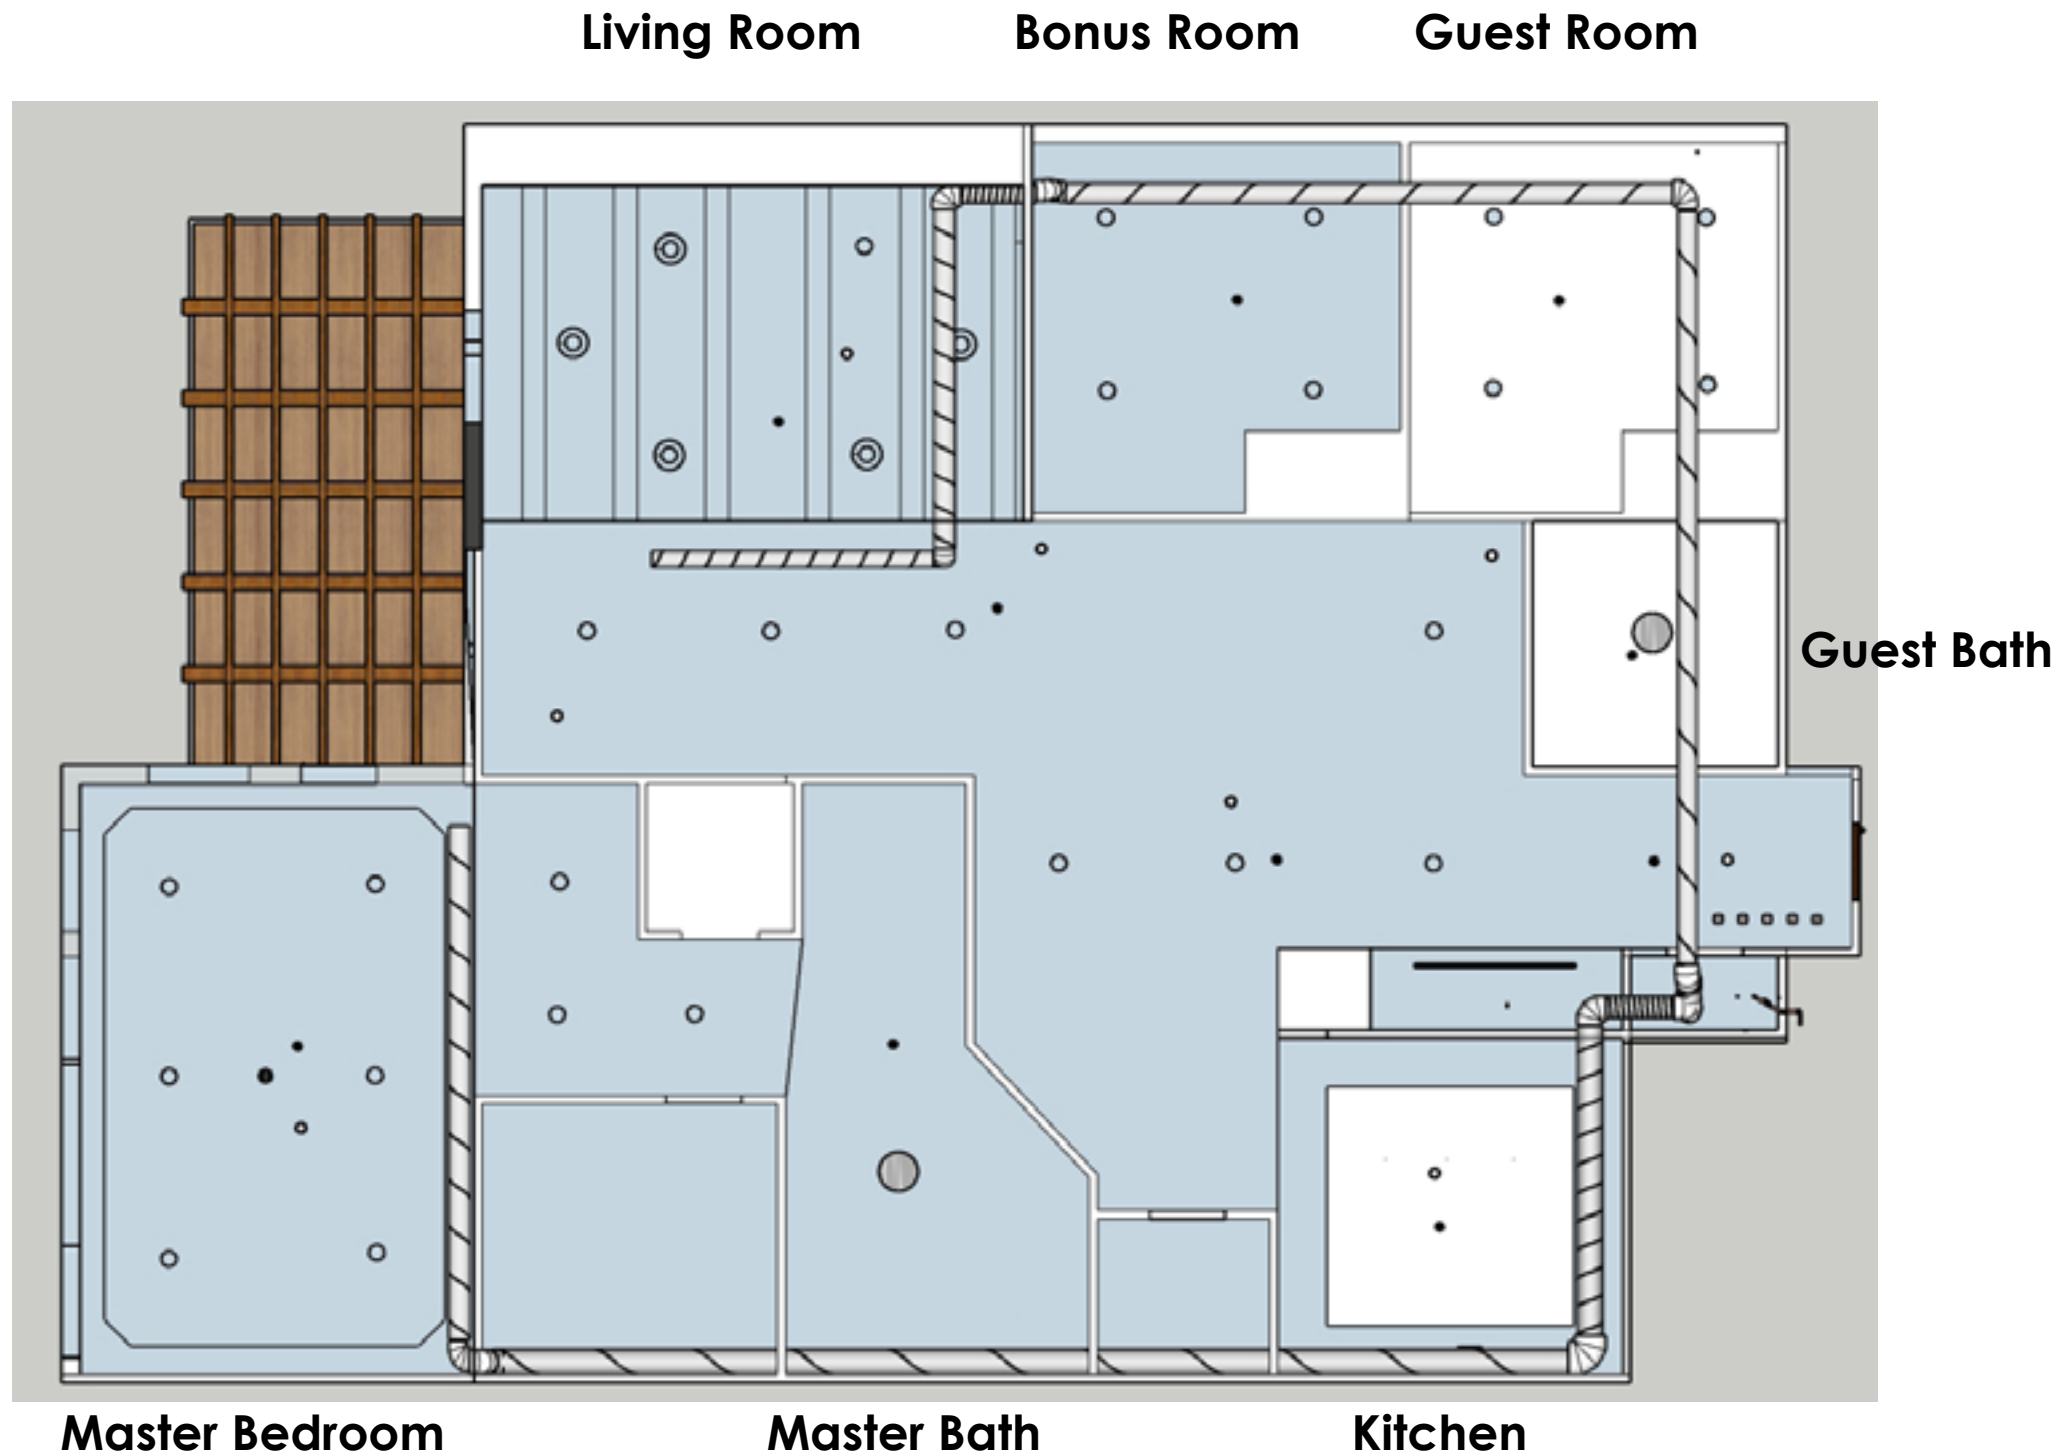 Living Room
Bonus Room
Guest Room
Guest Bath
Master Bedroom
Master Bath
Kitchen